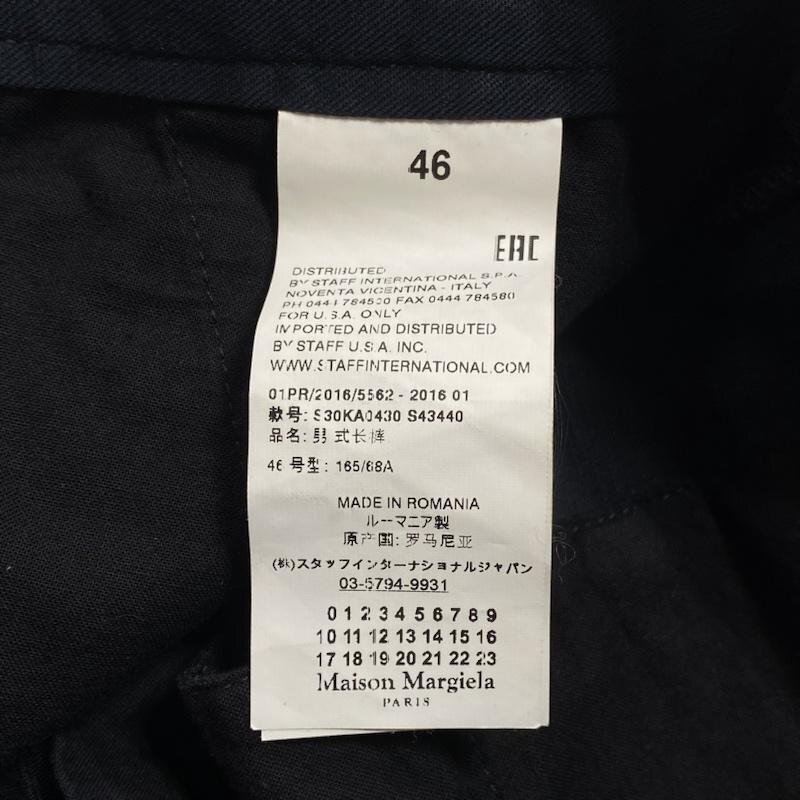 46
EAC
DISTRIBUTED
BY STAFF INTERNATIONAL S.P.A.
NOVENTA VICENTINA - ITALY
PH 0444 784500 FAX 0444 784580
FOR U.S.A. ONLY
IMPORTED AND DISTRIBUTED
BY STAFF U.S.A. INC.
WWW.STAFFINTERNATIONAL.COM
01PR/2016/5562 - 2016 01
款号: S30KA0430 S43440
品名: 男 式长裤
46 号型: 165/68A
MADE IN ROMANIA
ルーマニア製
原产国: 罗马尼亚
(株)スタッフインターナショナルジャパン
03-5794-9931
0 1 2 3 4 5 6 7 8 9
10 11 12 13 14 15 16
17 18 19 20 21 22 23
Maison Margiela
PARIS